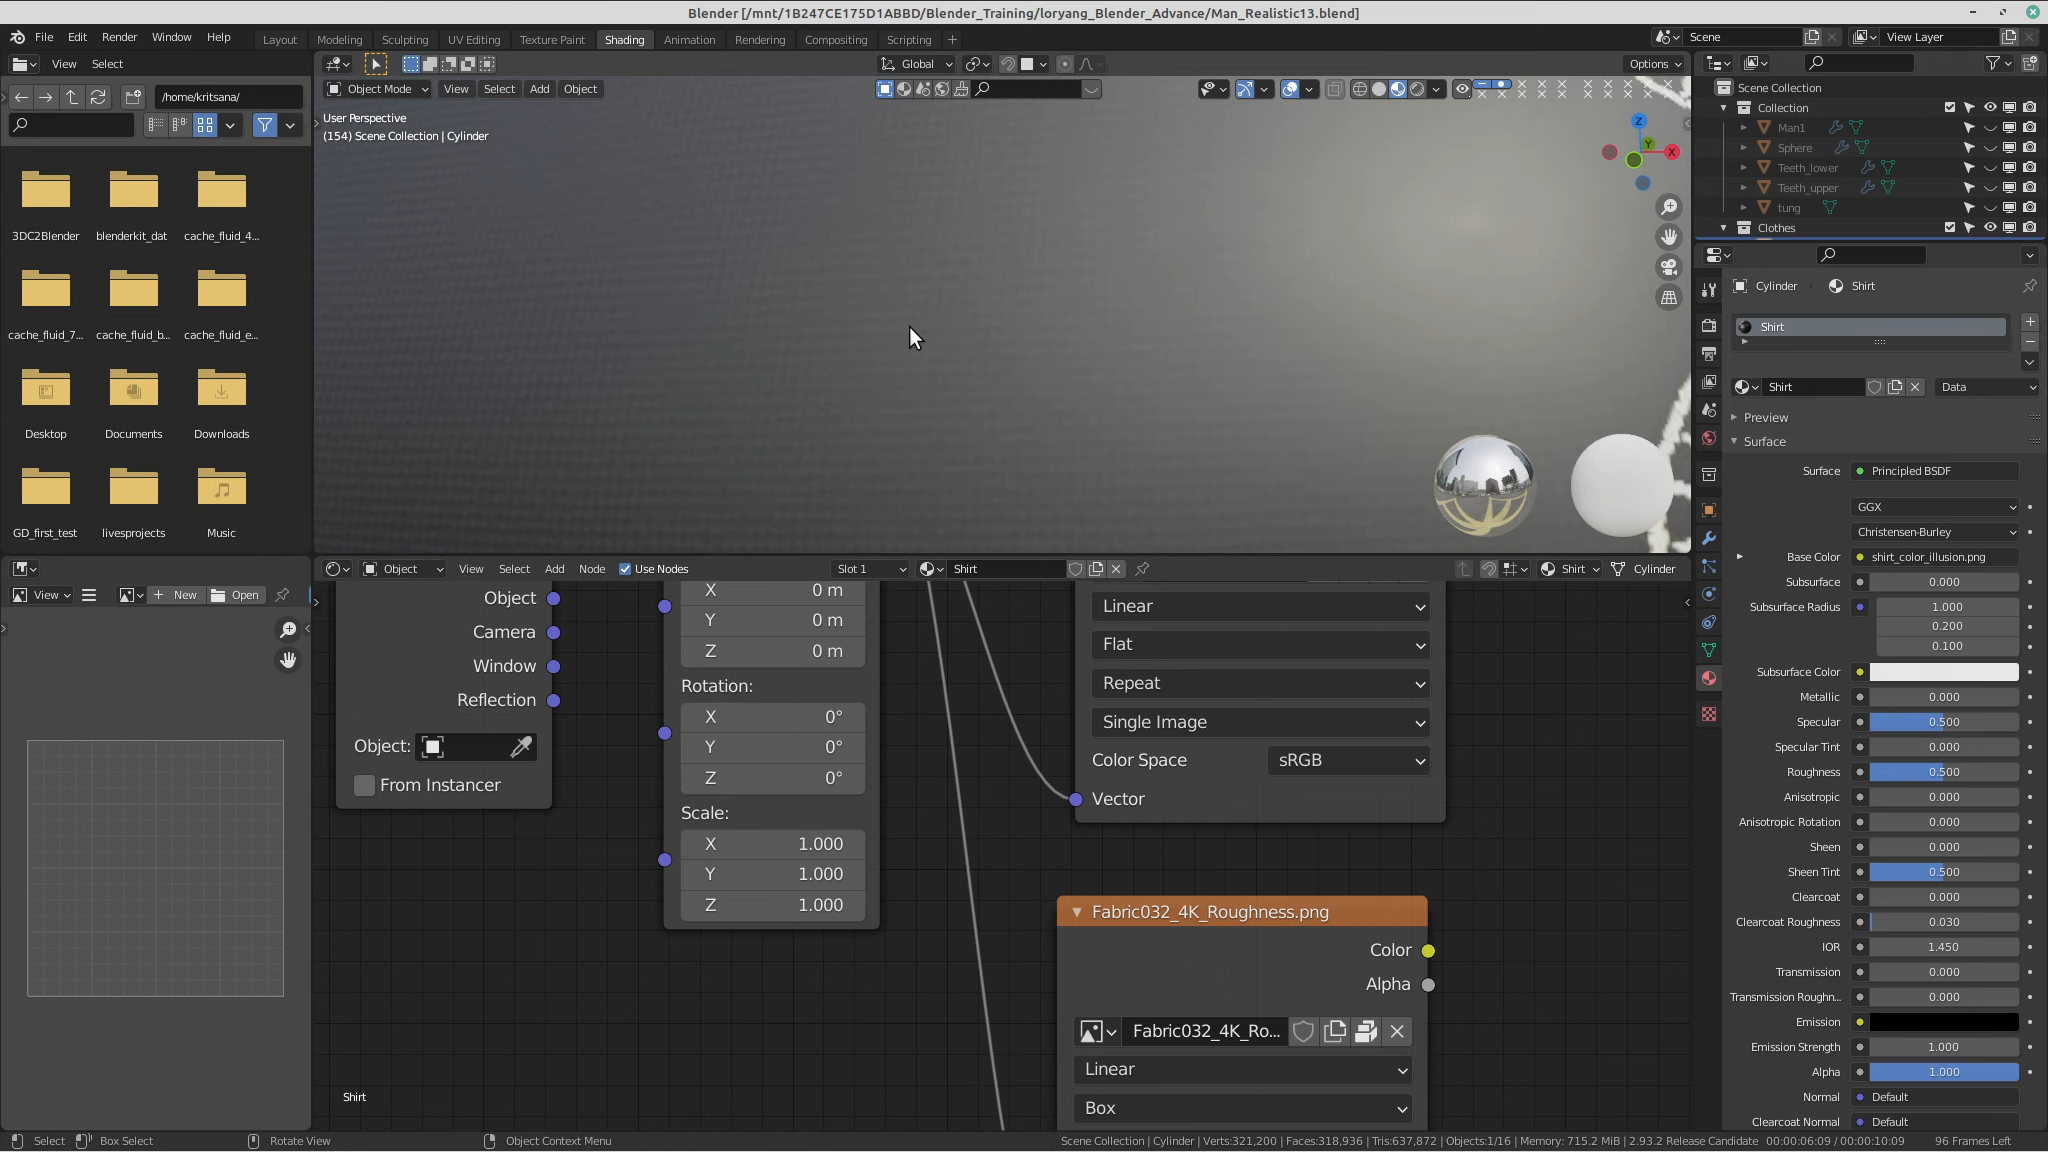 Blender [/mnt/1B247CE175D1ABBD/Blender_Training/loryang_Blender_Advance/Man_Realistic13.blend]
File Edit Render Window Help
Layout Modeling Sculpting UV Editing Texture Paint Shading Animation Rendering Compositing Scripting +
Scene
View Layer
View Select
Global
Options
/home/kritsana/
Object Mode View Select Add Object
User Perspective
(154) Scene Collection | Cylinder
Z
Y
X
3DC2Blender blenderkit_dat cache_fluid_4...
cache_fluid_7... cache_fluid_b... cache_fluid_e...
Desktop Documents Downloads
GD_first_test livesprojects Music
Scene Collection
Collection
Man1
Sphere
Teeth_lower
Teeth_upper
tung
Clothes
Cylinder Shirt
Shirt
Shirt Data
Preview
Surface
Surface Principled BSDF
GGX
Christensen-Burley
Base Color shirt_color_illusion.png
Subsurface 0.000
Subsurface Radius 1.000
0.200
0.100
Subsurface Color
Metallic 0.000
Specular 0.500
Specular Tint 0.000
Roughness 0.500
Anisotropic 0.000
Anisotropic Rotation 0.000
Sheen 0.000
Sheen Tint 0.500
Clearcoat 0.000
Clearcoat Roughness 0.030
IOR 1.450
Transmission 0.000
Transmission Roughn... 0.000
Emission
Emission Strength 1.000
Alpha 1.000
Normal Default
Clearcoat Normal Default
View New Open
Object View Select Add Node Use Nodes Slot 1 Shirt Shirt Cylinder
Object
Camera
Window
Reflection
Object:
From Instancer
X 0 m
Y 0 m
Z 0 m
Rotation:
X 0°
Y 0°
Z 0°
Scale:
X 1.000
Y 1.000
Z 1.000
Linear
Flat
Repeat
Single Image
Color Space sRGB
Vector
Fabric032_4K_Roughness.png
Color
Alpha
Fabric032_4K_Ro...
Linear
Box
Shirt
Select Box Select Rotate View Object Context Menu
Scene Collection | Cylinder | Verts:321,200 | Faces:318,936 | Tris:637,872 | Objects:1/16 | Memory: 715.2 MiB | 2.93.2 Release Candidate 00:00:06:09 / 00:00:10:09 96 Frames Left